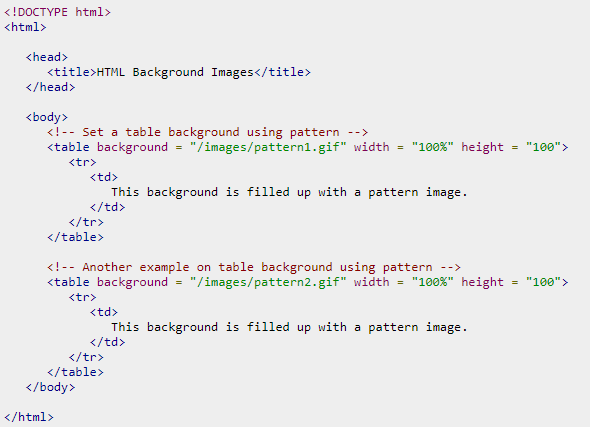 <!DOCTYPE html>
<html>
<head>
<title>HTML Background Images</title>
</head>
<body>
<!-- Set a table background using pattern -->
<table background = "/images/pattern1.gif" width = "100%" height = "100">
<tr>
<td>
This background is filled up with a pattern image.
</td>
</tr>
</table>
<!-- Another example on table background using pattern -->
<table background = "/images/pattern2.gif" width = "100%" height = "100">
<tr>
<td>
This background is filled up with a pattern image.
</td>
</tr>
</table>
</body>
</html>